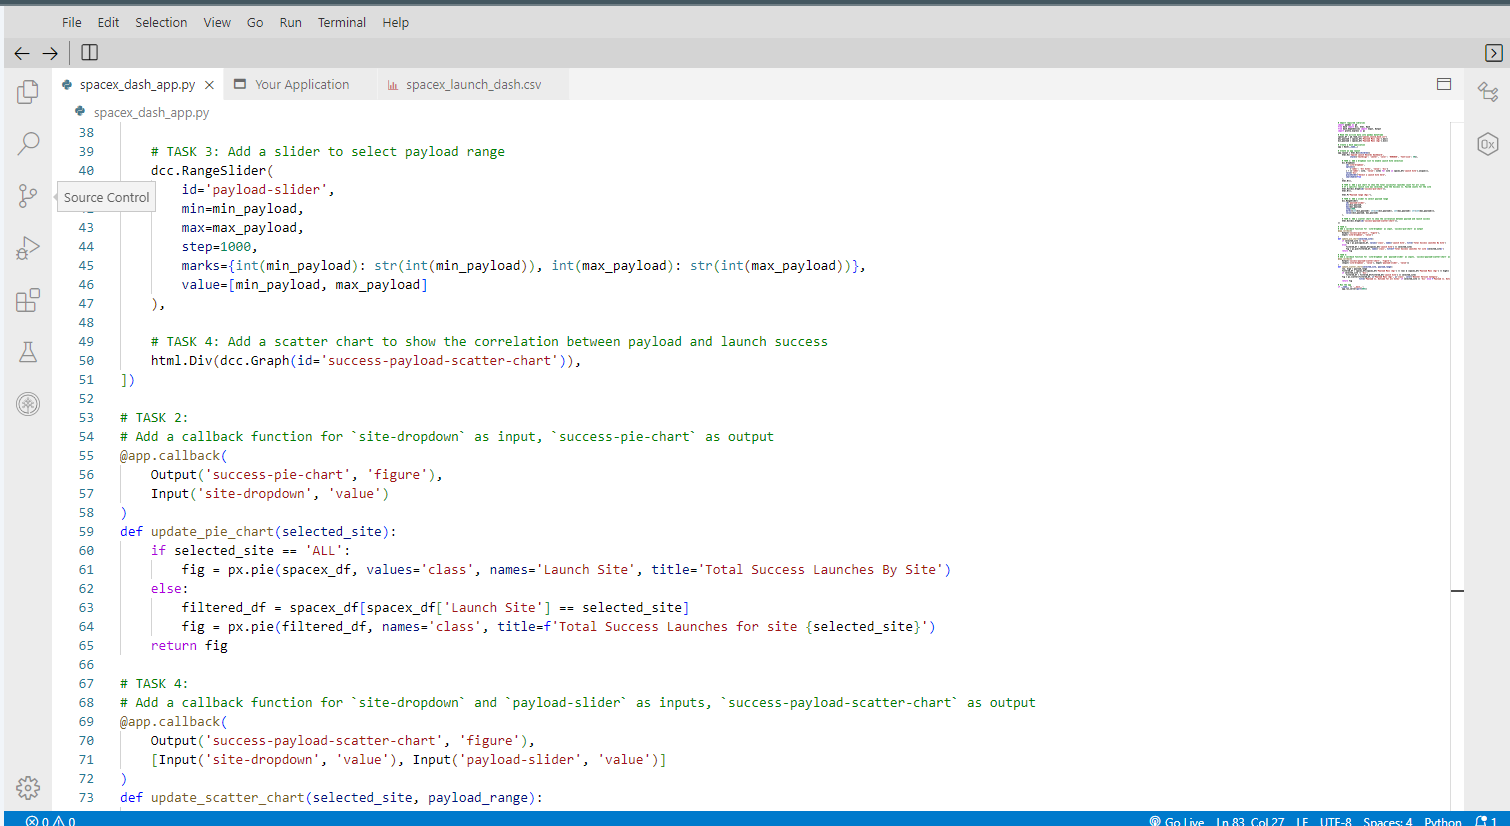 File Edit Selection View Go Run Terminal Help
spacex_dash_app.py Your Application spacex_launch_dash.csv
spacex_dash_app.py
38
39 # TASK 3: Add a slider to select payload range
40 dcc.RangeSlider(
id='payload-slider',
Source Control
min=min_payload,
43 max=max_payload,
44 step=1000,
45 marks={int(min_payload): str(int(min_payload)), int(max_payload): str(int(max_payload))},
46 value=[min_payload, max_payload]
47 ),
48
49 # TASK 4: Add a scatter chart to show the correlation between payload and launch success
50 html.Div(dcc.Graph(id='success-payload-scatter-chart')),
51 ])
52
53 # TASK 2:
54 # Add a callback function for `site-dropdown` as input, `success-pie-chart` as output
55 @app.callback(
56 Output('success-pie-chart', 'figure'),
57 Input('site-dropdown', 'value')
58 )
59 def update_pie_chart(selected_site):
60 if selected_site == 'ALL':
61 fig = px.pie(spacex_df, values='class', names='Launch Site', title='Total Success Launches By Site')
62 else:
63 filtered_df = spacex_df[spacex_df['Launch Site'] == selected_site]
64 fig = px.pie(filtered_df, names='class', title=f'Total Success Launches for site {selected_site}')
65 return fig
66
67 # TASK 4:
68 # Add a callback function for `site-dropdown` and `payload-slider` as inputs, `success-payload-scatter-chart` as output
69 @app.callback(
70 Output('success-payload-scatter-chart', 'figure'),
71 [Input('site-dropdown', 'value'), Input('payload-slider', 'value')]
72 )
73 def update_scatter_chart(selected_site, payload_range):
0 0 Go Live Ln 83, Col 27 LF UTF-8 Spaces: 4 Python 1
0x